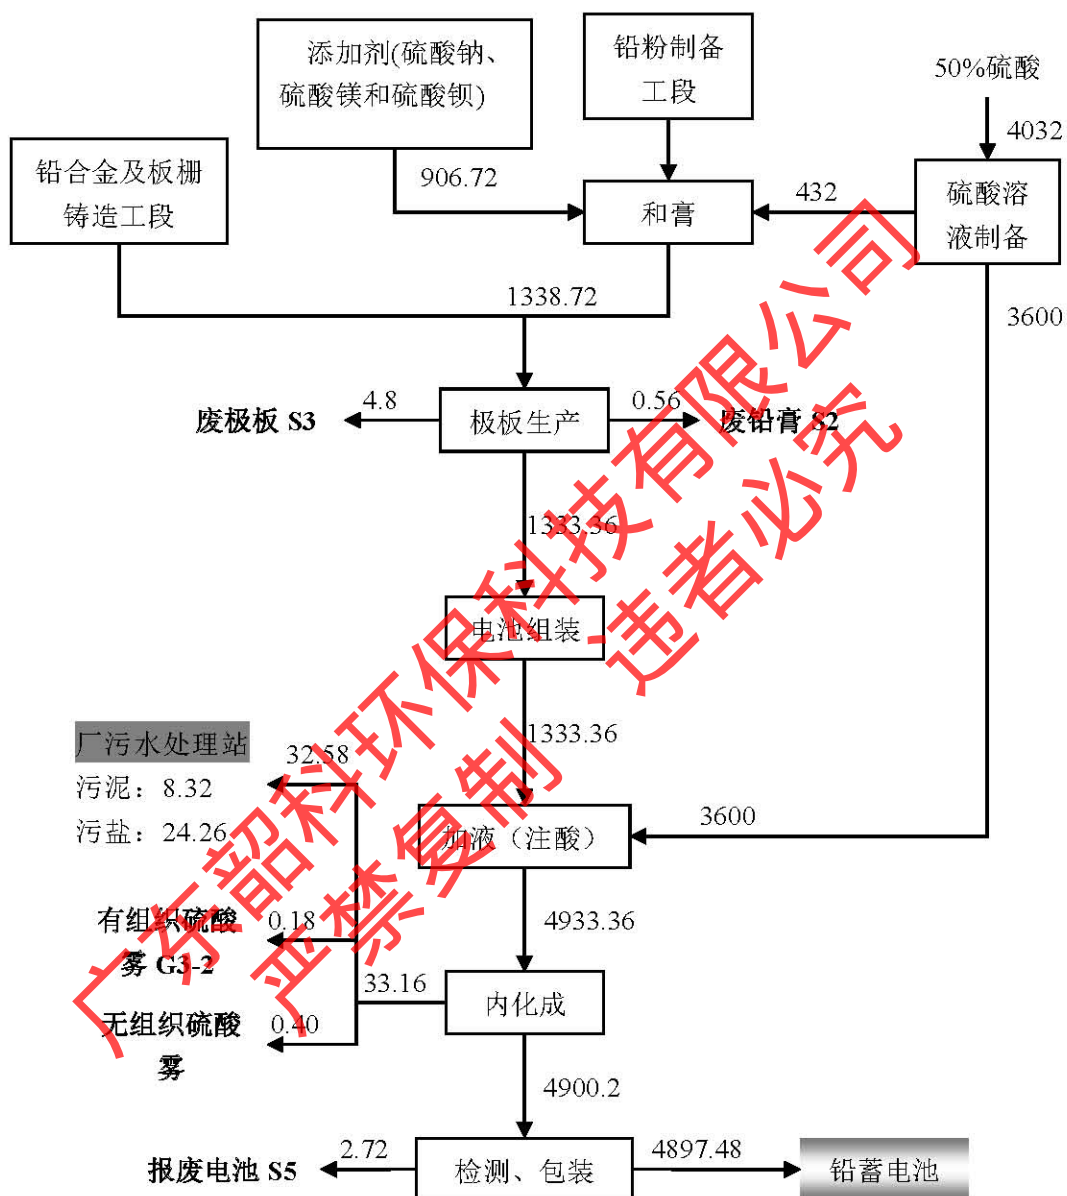 添加剂(硫酸钠、
硫酸镁和硫酸钡)
铅粉制备
工段
50%硫酸
4032
铅合金及板栅
铸造工段
906.72
和膏
432
硫酸溶
液制备
1338.72
3600
4.8
0.56
废极板 S3
极板生产
废铅膏 S2
1333.36
电池组装
1333.36
厂污水处理站
32.58
污泥：8.32
污盐：24.26
加液（注酸）
3600
4933.36
有组织硫酸
雾 G3-2
0.18
33.16
内化成
无组织硫酸
雾
0.40
4900.2
报废电池 S5
2.72
检测、包装
4897.48
铅蓄电池
广东韶科环保科技有限公司
严禁复制 违者必究